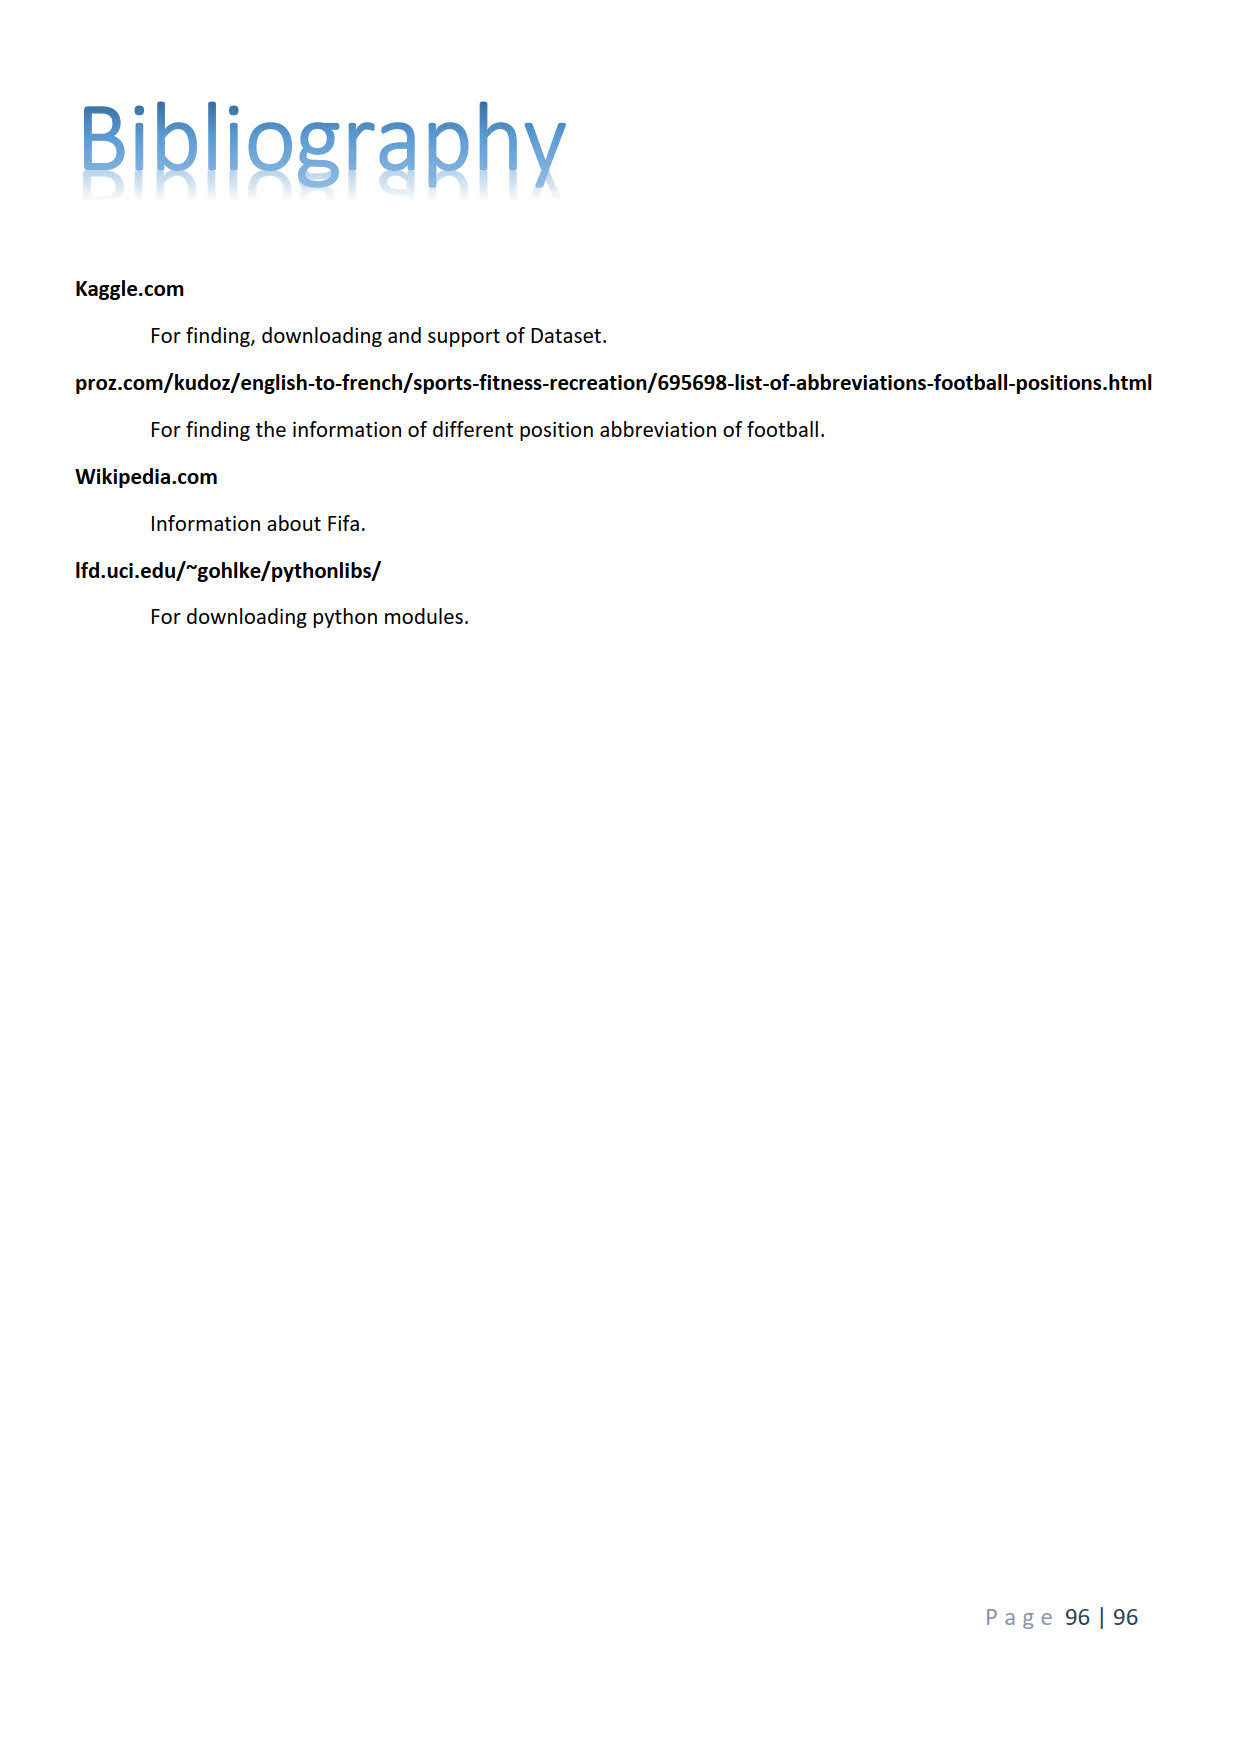 Bibliography
Kaggle.com
For finding, downloading and support of Dataset.
proz.com/kudoz/english-to-french/sports-fitness-recreation/695698-list-of-abbreviations-football-positions.html
For finding the information of different position abbreviation of football.
Wikipedia.com
Information about Fifa.
lfd.uci.edu/~gohlke/pythonlibs/
For downloading python modules.
Page 96 | 96